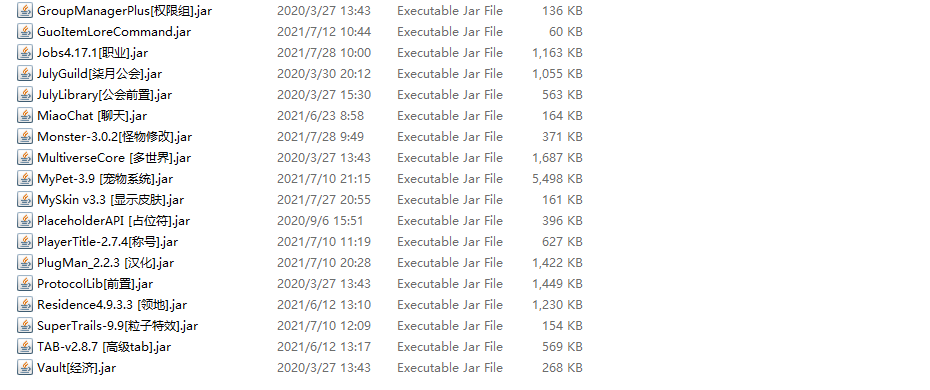 GroupManagerPlus[权限组].jar 2020/3/27 13:43 Executable Jar File 136 KB
GuoItemLoreCommand.jar 2021/7/12 10:44 Executable Jar File 60 KB
Jobs4.17.1[职业].jar 2021/7/28 10:00 Executable Jar File 1,163 KB
JulyGuild[柒月公会].jar 2020/3/30 20:12 Executable Jar File 1,055 KB
JulyLibrary[公会前置].jar 2020/3/27 15:30 Executable Jar File 563 KB
MiaoChat [聊天].jar 2021/6/23 8:58 Executable Jar File 164 KB
Monster-3.0.2[怪物修改].jar 2021/7/28 9:49 Executable Jar File 371 KB
MultiverseCore [多世界].jar 2020/3/27 13:43 Executable Jar File 1,687 KB
MyPet-3.9 [宠物系统].jar 2021/7/10 21:15 Executable Jar File 5,498 KB
MySkin v3.3 [显示皮肤].jar 2021/7/27 20:55 Executable Jar File 161 KB
PlaceholderAPI [占位符].jar 2020/9/6 15:51 Executable Jar File 396 KB
PlayerTitle-2.7.4[称号].jar 2021/7/10 11:19 Executable Jar File 627 KB
PlugMan_2.2.3 [汉化].jar 2021/7/10 20:28 Executable Jar File 1,422 KB
ProtocolLib[前置].jar 2020/3/27 13:43 Executable Jar File 1,449 KB
Residence4.9.3.3 [领地].jar 2021/6/12 13:10 Executable Jar File 1,230 KB
SuperTrails-9.9[粒子特效].jar 2021/7/10 12:09 Executable Jar File 154 KB
TAB-v2.8.7 [高级tab].jar 2021/6/12 13:17 Executable Jar File 569 KB
Vault[经济].jar 2020/3/27 13:43 Executable Jar File 268 KB